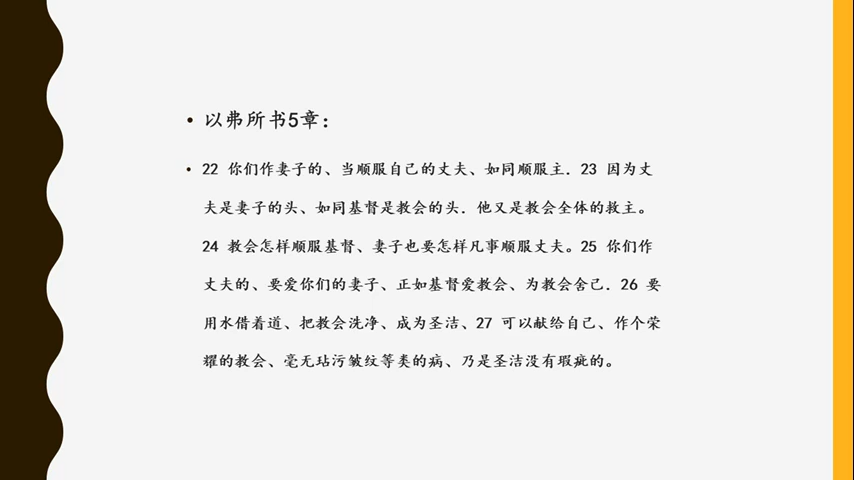 • 以弗所书5章：
• 22 你们作妻子的、当顺服自己的丈夫、如同顺服主．23 因为丈
夫是妻子的头、如同基督是教会的头．他又是教会全体的救主。
24 教会怎样顺服基督、妻子也要怎样凡事顺服丈夫。25 你们作
丈夫的、要爱你们的妻子、正如基督爱教会、为教会舍己．26 要
用水借着道、把教会洗净、成为圣洁、27 可以献给自己、作个荣
耀的教会、毫无玷污皱纹等类的病、乃是圣洁没有瑕疵的。